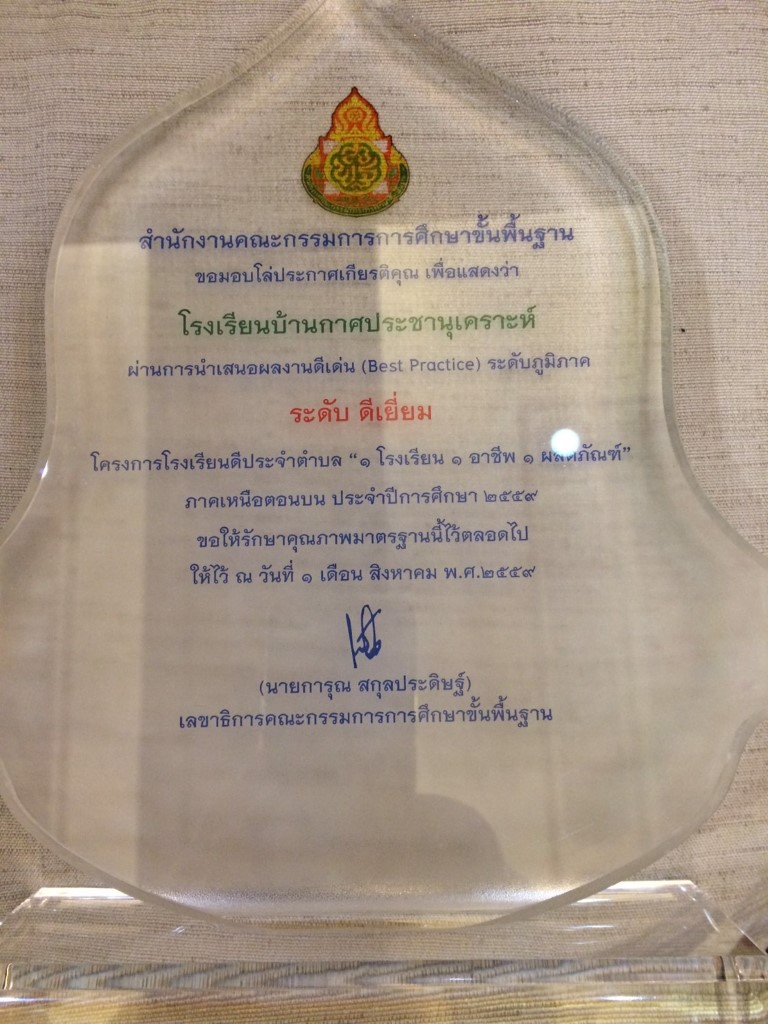 สำนักงานคณะกรรมการการศึกษาขั้นพื้นฐาน
ขอมอบโล่ประกาศเกียรติคุณ เพื่อแสดงว่า
โรงเรียนบ้านกาศประชานุเคราะห์
ผ่านการนำเสนอผลงานดีเด่น (Best Practice) ระดับภูมิภาค
ระดับ ดีเยี่ยม
โครงการโรงเรียนดีประจำตำบล “๑ โรงเรียน ๑ อาชีพ ๑ ผลิตภัณฑ์”
ภาคเหนือตอนบน ประจำปีการศึกษา ๒๕๕๙
ขอให้รักษาคุณภาพมาตรฐานนี้ไว้ตลอดไป
ให้ไว้ ณ วันที่ ๑ เดือน สิงหาคม พ.ศ.๒๕๕๙
(นายการุณ สกุลประดิษฐ์)
เลขาธิการคณะกรรมการการศึกษาขั้นพื้นฐาน